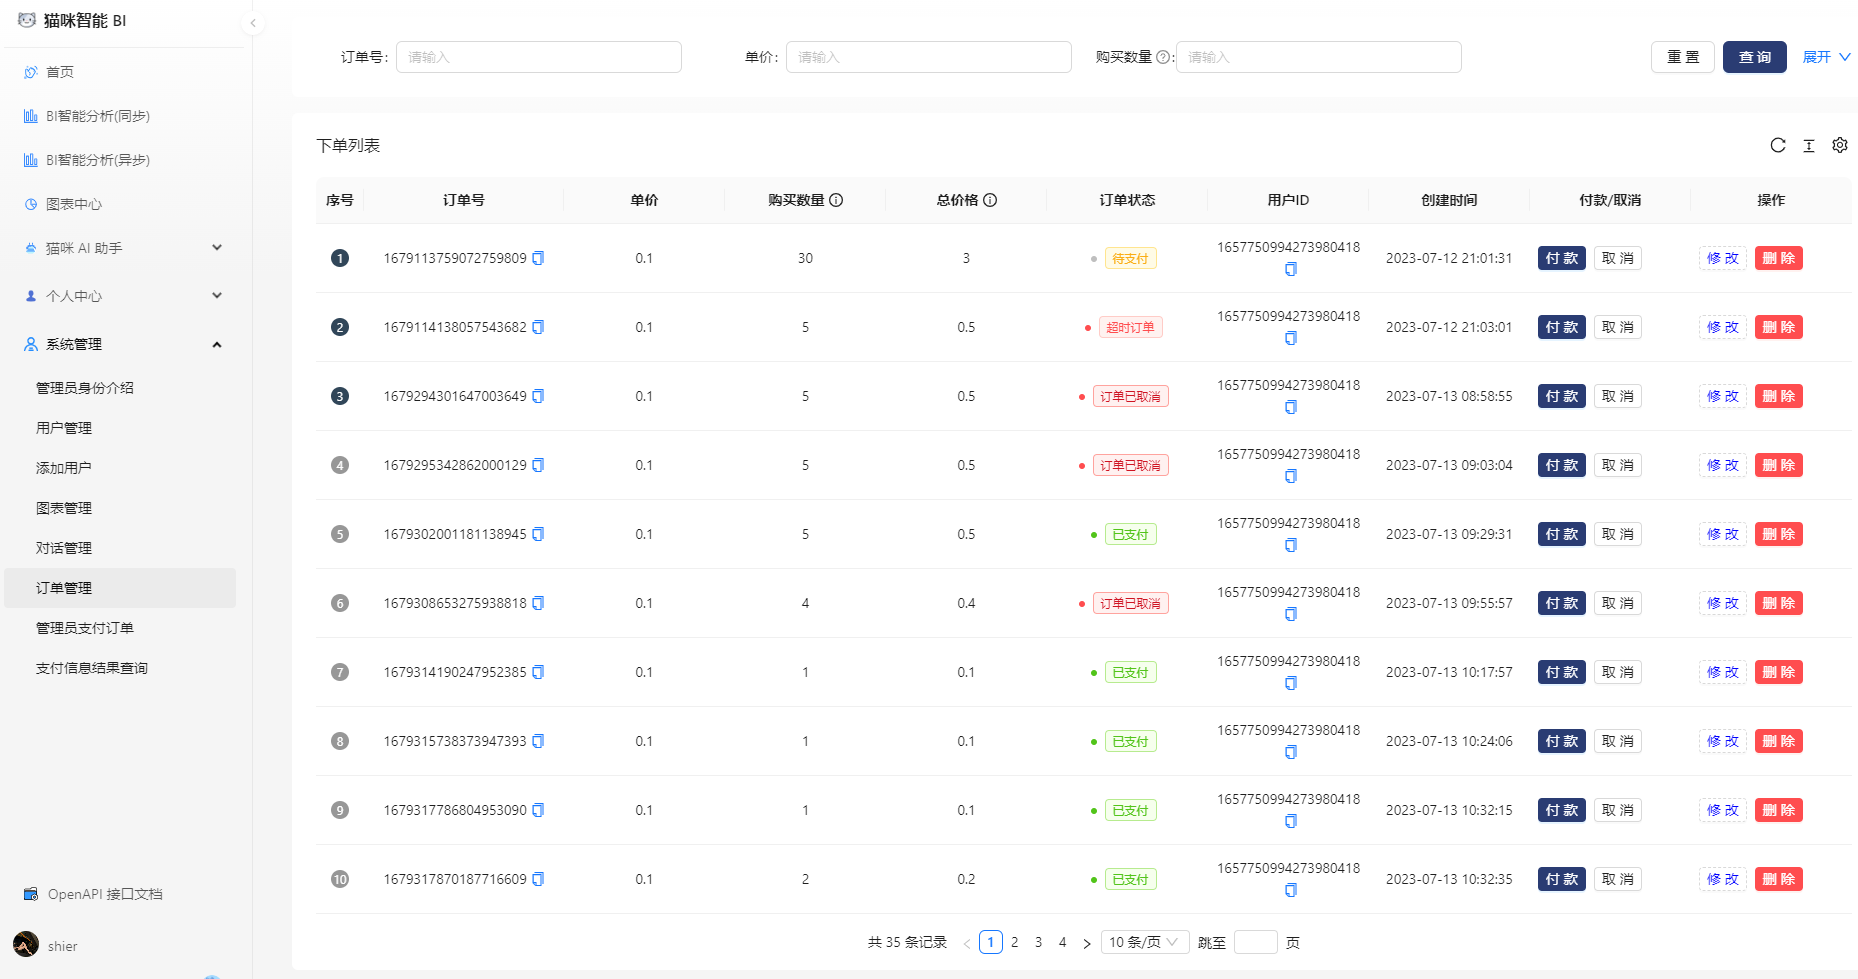 猫咪智能 BI
首页
BI智能分析(同步)
BI智能分析(异步)
图表中心
猫咪 AI 助手
个人中心
系统管理
管理员身份介绍
用户管理
添加用户
图表管理
对话管理
订单管理
管理员支付订单
支付信息结果查询
OpenAPI 接口文档
shier
订单号: 请输入 单价: 请输入 购买数量 : 请输入 重 置 查 询 展开
下单列表
序号 订单号 单价 购买数量 总价格 订单状态 用户ID 创建时间 付款/取消 操作
1 1679113759072759809 0.1 30 3 待支付 1657750994273980418 2023-07-12 21:01:31 付 款 取 消 修 改 删 除
2 1679114138057543682 0.1 5 0.5 超时订单 1657750994273980418 2023-07-12 21:03:01 付 款 取 消 修 改 删 除
3 1679294301647003649 0.1 5 0.5 订单已取消 1657750994273980418 2023-07-13 08:58:55 付 款 取 消 修 改 删 除
4 1679295342862000129 0.1 5 0.5 订单已取消 1657750994273980418 2023-07-13 09:03:04 付 款 取 消 修 改 删 除
5 1679302001181138945 0.1 5 0.5 已支付 1657750994273980418 2023-07-13 09:29:31 付 款 取 消 修 改 删 除
6 1679308653275938818 0.1 4 0.4 订单已取消 1657750994273980418 2023-07-13 09:55:57 付 款 取 消 修 改 删 除
7 1679314190247952385 0.1 1 0.1 已支付 1657750994273980418 2023-07-13 10:17:57 付 款 取 消 修 改 删 除
8 1679315738373947393 0.1 1 0.1 已支付 1657750994273980418 2023-07-13 10:24:06 付 款 取 消 修 改 删 除
9 1679317786804953090 0.1 1 0.1 已支付 1657750994273980418 2023-07-13 10:32:15 付 款 取 消 修 改 删 除
10 1679317870187716609 0.1 2 0.2 已支付 1657750994273980418 2023-07-13 10:32:35 付 款 取 消 修 改 删 除
共 35 条记录 1 2 3 4 10 条/页 跳至 页